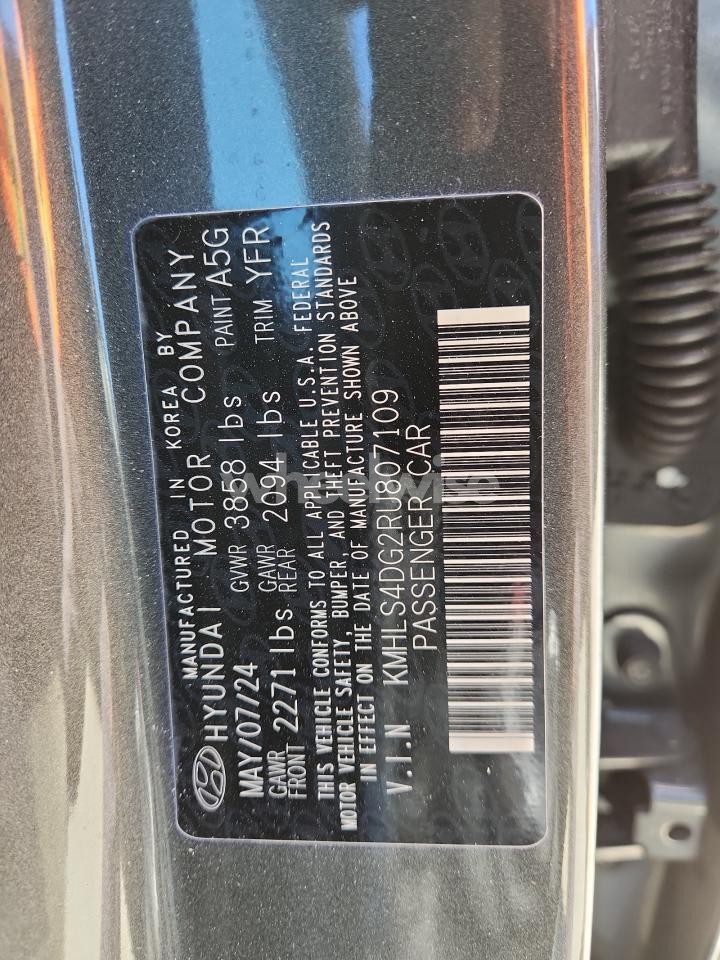 MANUFACTURED IN KOREA BY
HYUNDAI MOTOR COMPANY
MAY/07/24 GVWR 3858 lbs PAINT A5G
GAWR FRONT 2271 lbs GAWR REAR 2094 lbs TRIM YFR
THIS VEHICLE CONFORMS TO ALL APPLICABLE U.S.A. FEDERAL
MOTOR VEHICLE SAFETY, BUMPER, AND THEFT PREVENTION STANDARDS
IN EFFECT ON THE DATE OF MANUFACTURE SHOWN ABOVE
V.I.N KMHLS4DG2RU807109
PASSENGER CAR